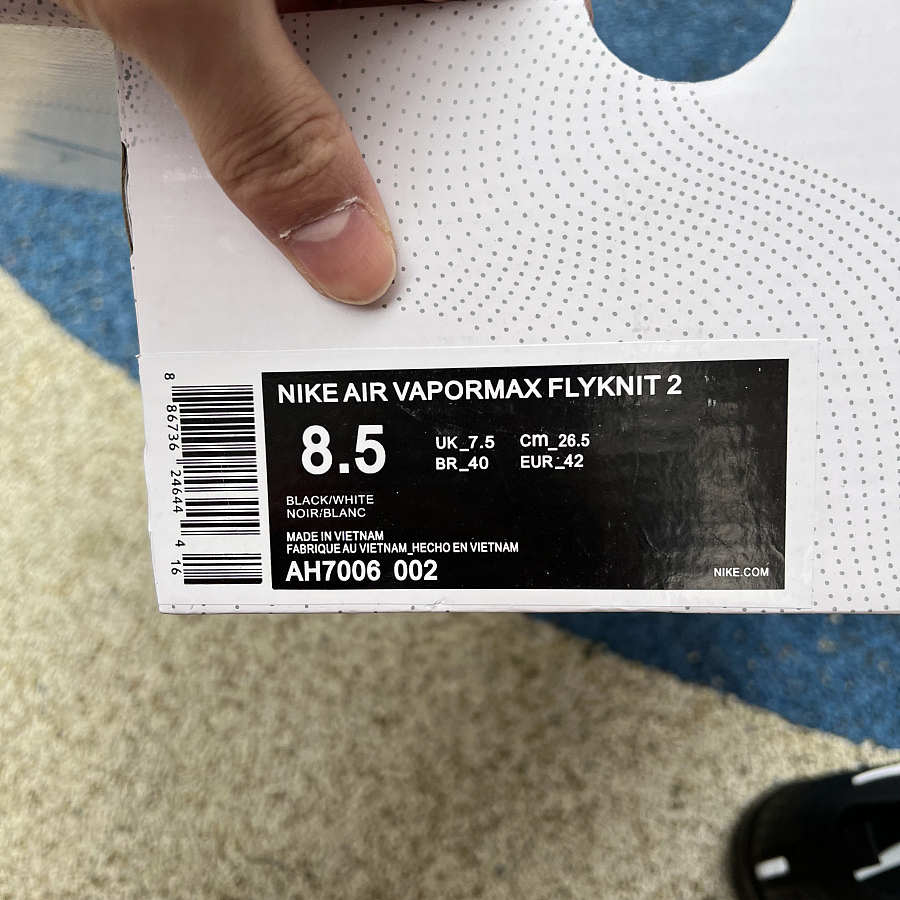 NIKE AIR VAPORMAX FLYKNIT 2
8.5
UK_7.5 Cm_26.5
BR_40 EUR_42
BLACK/WHITE
NOIR/BLANC
MADE IN VIETNAM
FABRIQUE AU VIETNAM_HECHO EN VIETNAM
AH7006 002
NIKE.COM
8 86736 24644 4 16